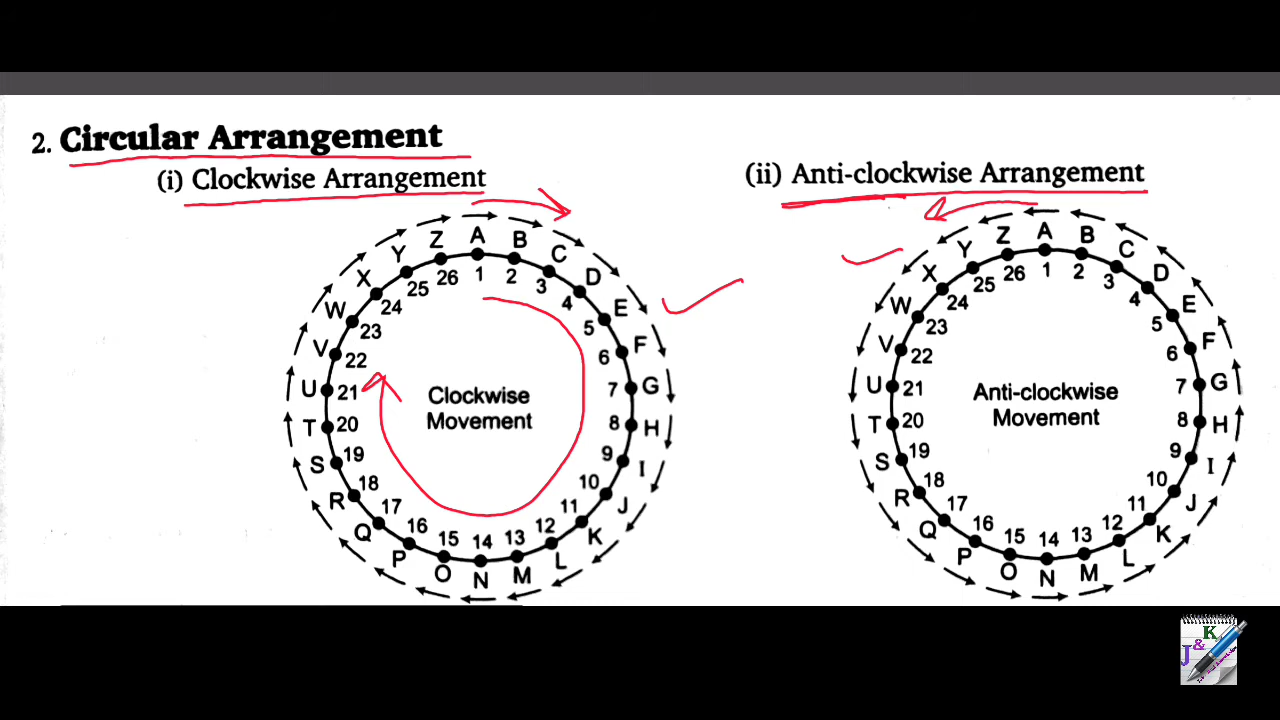 2. Circular Arrangement
(i) Clockwise Arrangement
A B C D E F G H I J K L M N O P Q R S T U V W X Y Z
1 2 3 4 5 6 7 8 9 10 11 12 13 14 15 16 17 18 19 20 21 22 23 24 25 26
Clockwise
Movement
(ii) Anti-clockwise Arrangement
A B C D E F G H I J K L M N O P Q R S T U V W X Y Z
1 2 3 4 5 6 7 8 9 10 11 12 13 14 15 16 17 18 19 20 21 22 23 24 25 26
Anti-clockwise
Movement
J & K